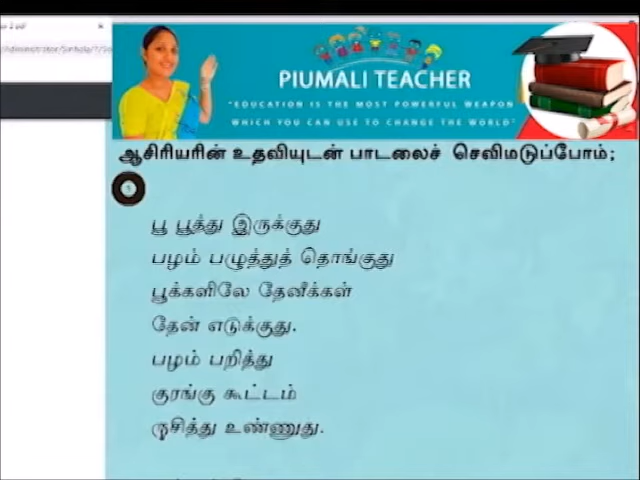 PIUMALI TEACHER
"EDUCATION IS THE MOST POWERFUL WEAPON
WHICH YOU CAN USE TO CHANGE THE WORLD"
ஆசிரியரின் உதவியுடன் பாடலைச் செவிமடுப்போம்;
பூ பூத்து இருக்குது
பழம் பழுத்துத் தொங்குது
பூக்களிலே தேனீக்கள்
தேன் எடுக்குது.
பழம் பறித்து
குரங்கு கூட்டம்
ருசித்து உண்ணுது.